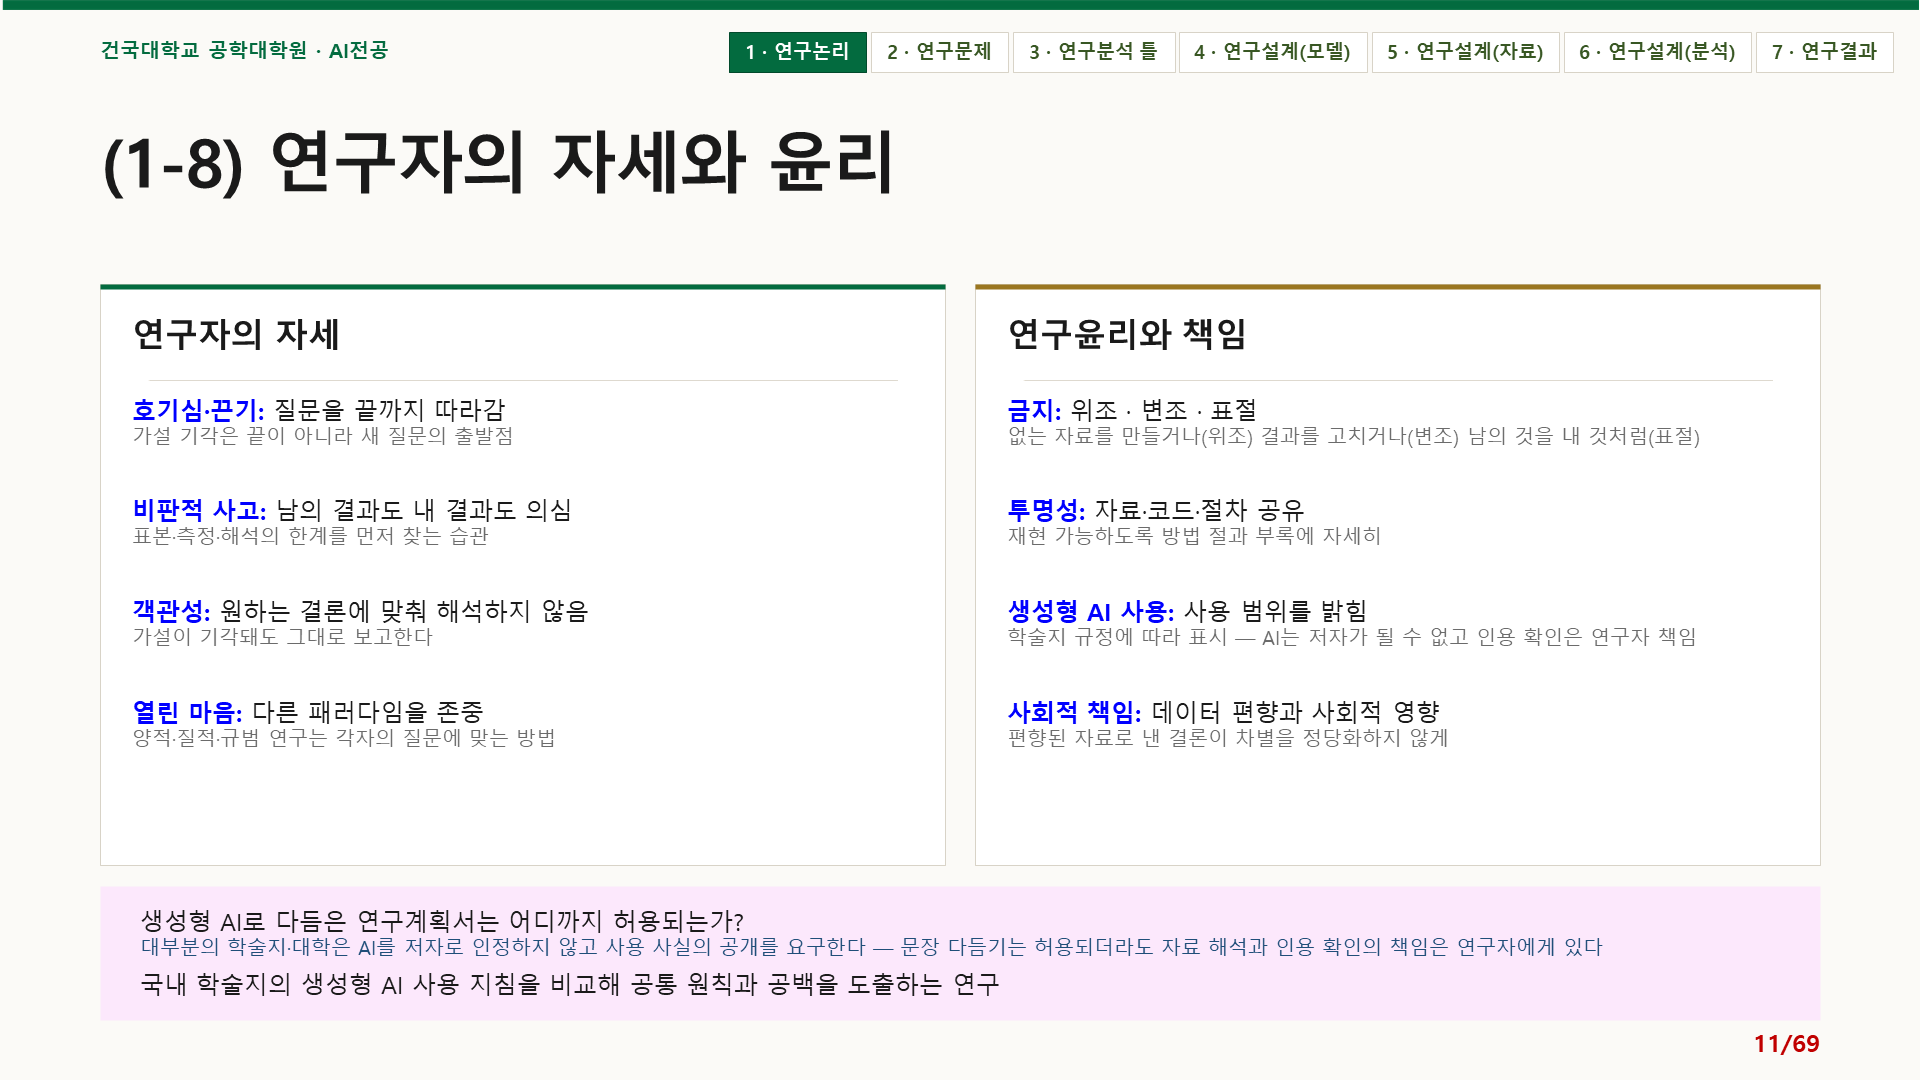 건국대학교 공학대학원 · AI전공
1 · 연구논리
2 · 연구문제
3 · 연구분석 틀
4 · 연구설계(모델)
5 · 연구설계(자료)
6 · 연구설계(분석)
7 · 연구결과
(1-8) 연구자의 자세와 윤리
연구자의 자세
호기심·끈기: 질문을 끝까지 따라감
가설 기각은 끝이 아니라 새 질문의 출발점
비판적 사고: 남의 결과도 내 결과도 의심
표본·측정·해석의 한계를 먼저 찾는 습관
객관성: 원하는 결론에 맞춰 해석하지 않음
가설이 기각돼도 그대로 보고한다
열린 마음: 다른 패러다임을 존중
양적·질적·규범 연구는 각자의 질문에 맞는 방법
연구윤리와 책임
금지: 위조 · 변조 · 표절
없는 자료를 만들거나(위조) 결과를 고치거나(변조) 남의 것을 내 것처럼(표절)
투명성: 자료·코드·절차 공유
재현 가능하도록 방법 절과 부록에 자세히
생성형 AI 사용: 사용 범위를 밝힘
학술지 규정에 따라 표시 — AI는 저자가 될 수 없고 인용 확인은 연구자 책임
사회적 책임: 데이터 편향과 사회적 영향
편향된 자료로 낸 결론이 차별을 정당화하지 않게
생성형 AI로 다듬은 연구계획서는 어디까지 허용되는가?
대부분의 학술지·대학은 AI를 저자로 인정하지 않고 사용 사실의 공개를 요구한다 — 문장 다듬기는 허용되더라도 자료 해석과 인용 확인의 책임은 연구자에게 있다
국내 학술지의 생성형 AI 사용 지침을 비교해 공통 원칙과 공백을 도출하는 연구
11/69